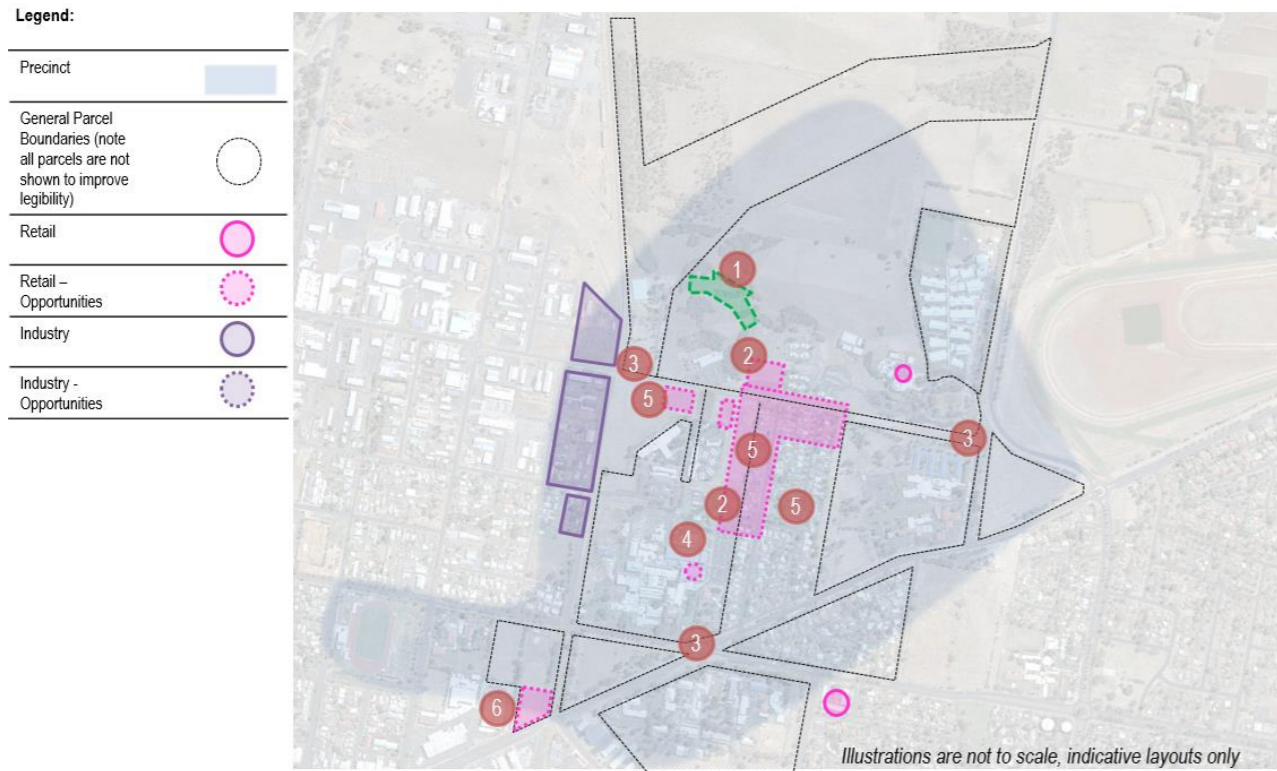 Legend:
Precinct
General Parcel
Boundaries (note
all parcels are not
shown to improve
legibility)
Retail
Retail –
Opportunities
Industry
Industry -
Opportunities
1
2
3
5
3
5
2
5
4
3
6
Illustrations are not to scale, indicative layouts only